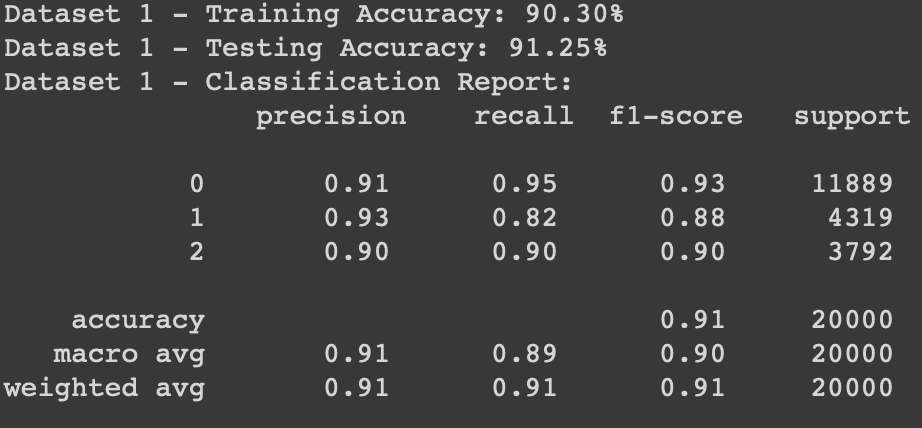 Dataset 1 - Training Accuracy: 90.30%
Dataset 1 - Testing Accuracy: 91.25%
Dataset 1 - Classification Report:
precision recall f1-score support
0 0.91 0.95 0.93 11889
1 0.93 0.82 0.88 4319
2 0.90 0.90 0.90 3792
accuracy 0.91 20000
macro avg 0.91 0.89 0.90 20000
weighted avg 0.91 0.91 0.91 20000